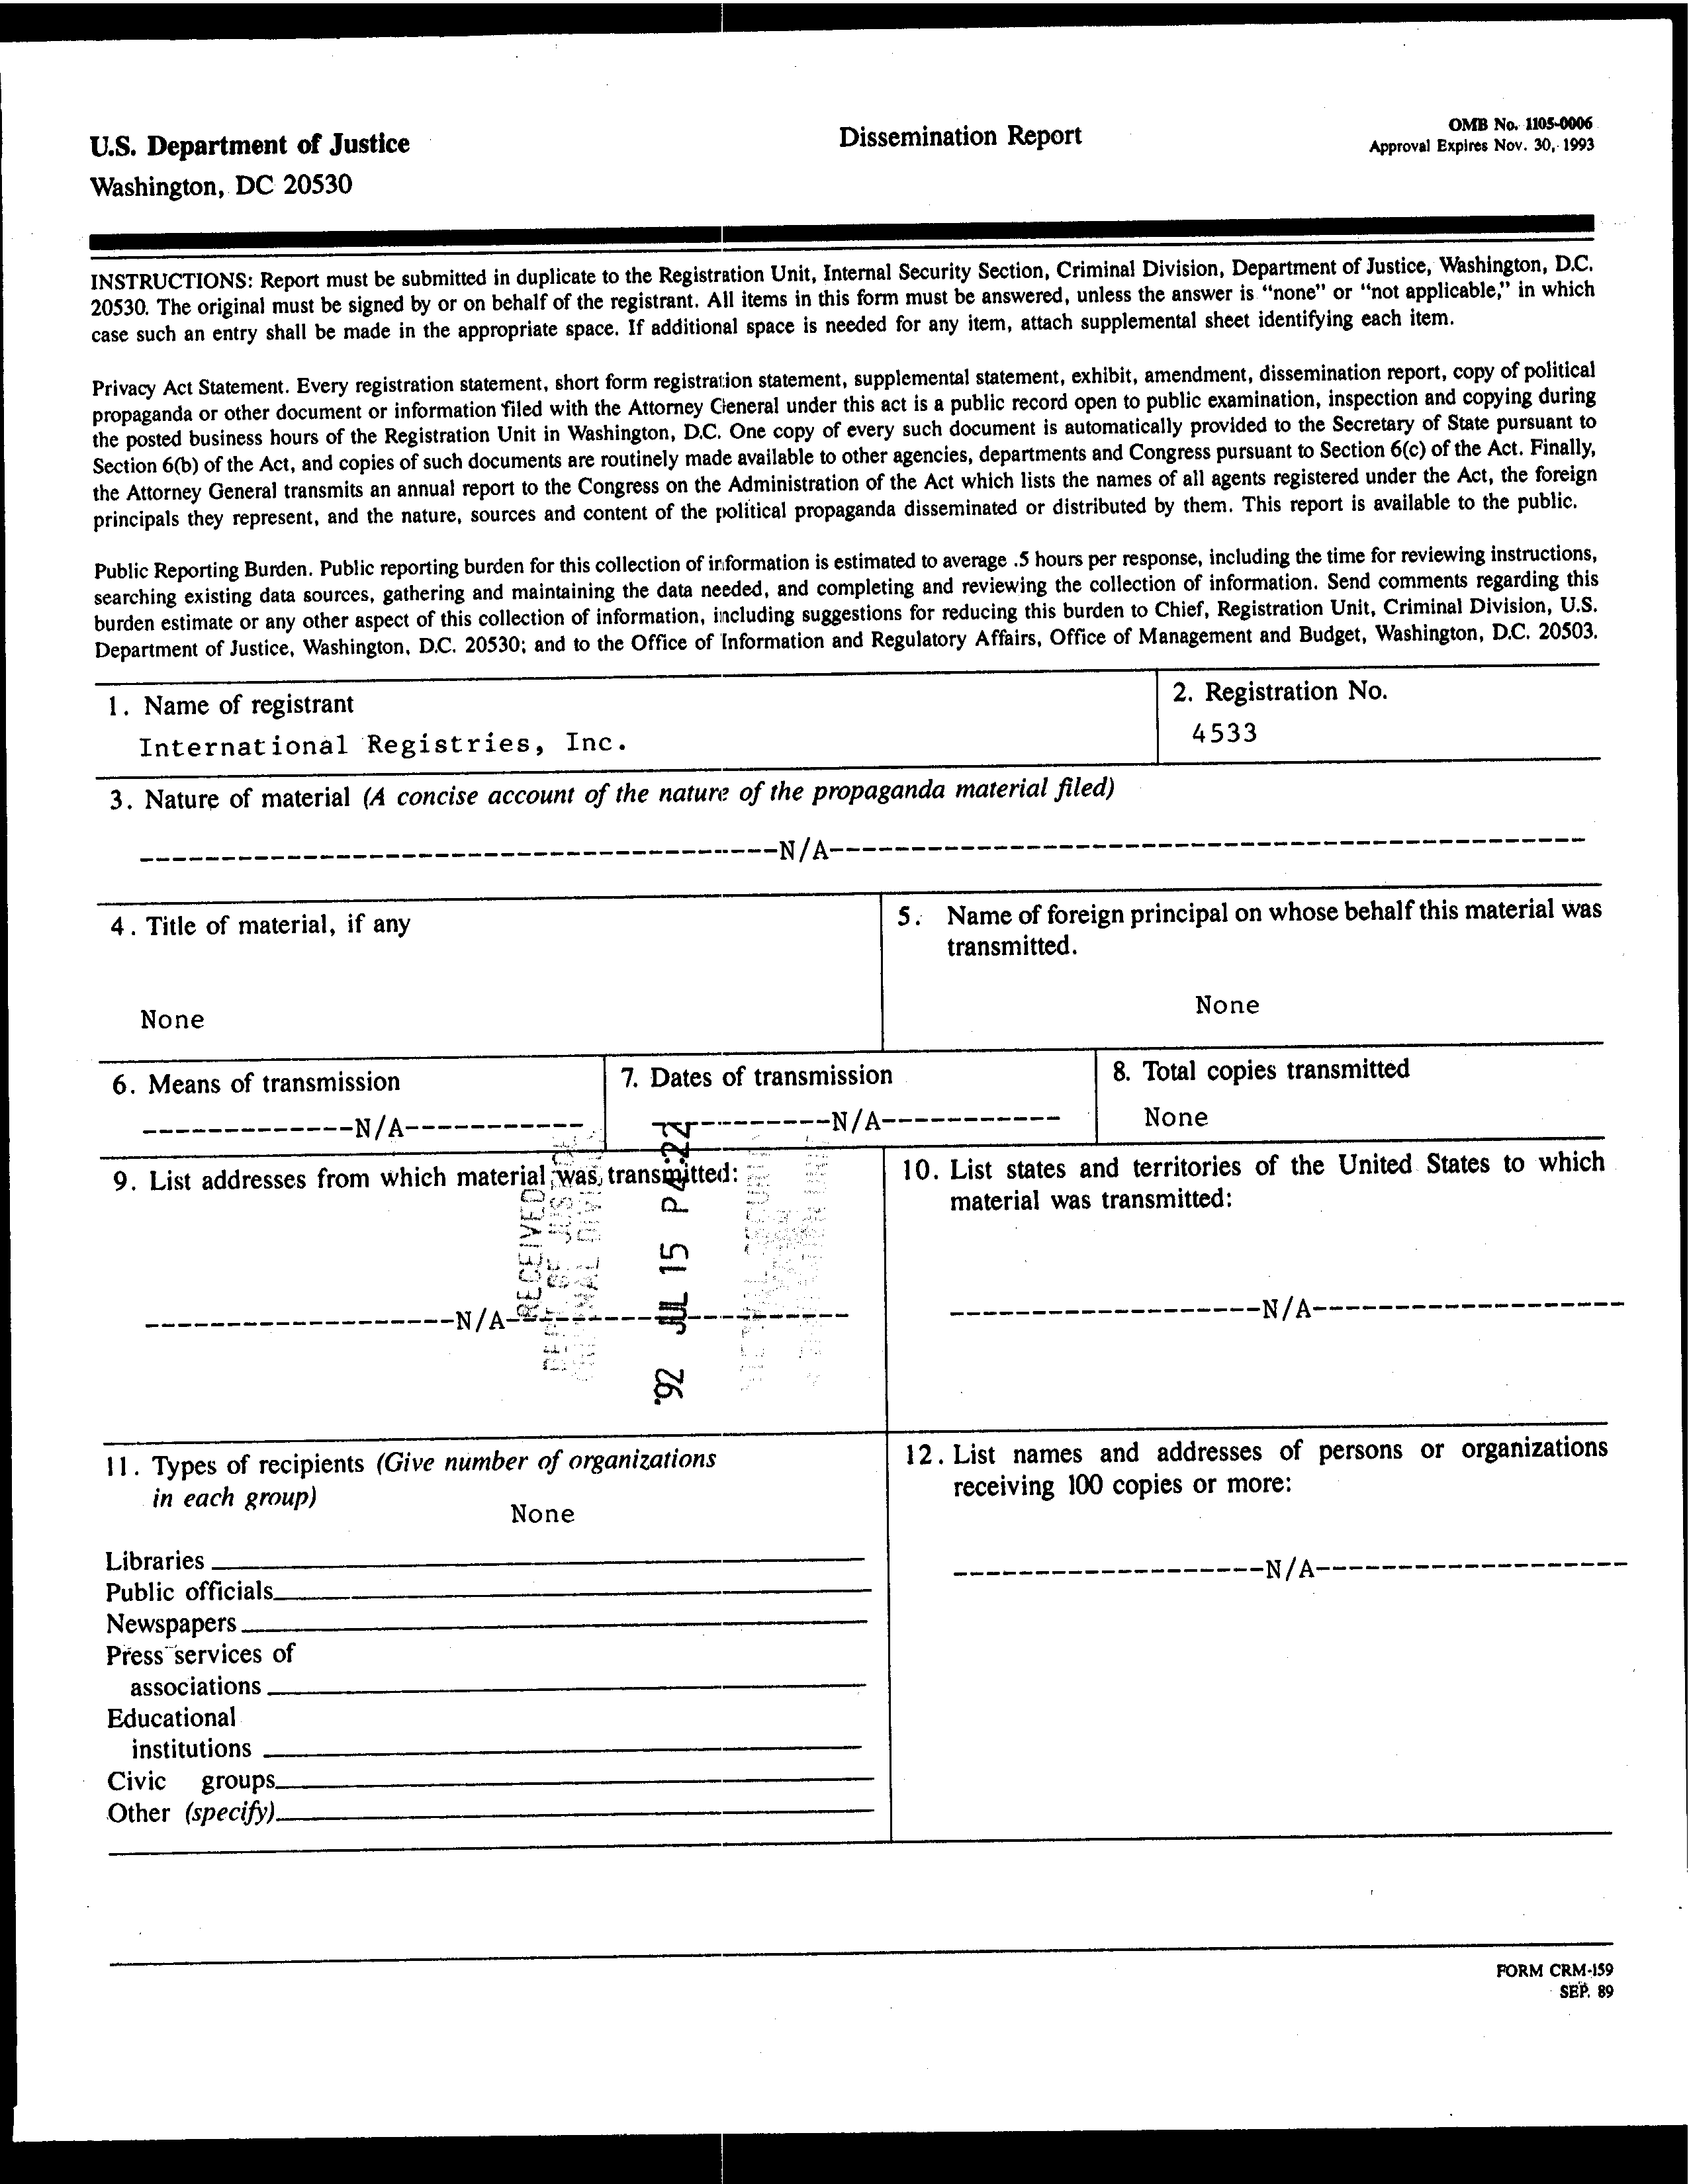 U.S. Department of Justice
Washington, DC 20530
Dissemination Report
OMB No. 1105-0006
Approval Expires Nov. 30, 1993
INSTRUCTIONS: Report must be submitted in duplicate to the Registration Unit, Internal Security Section, Criminal Division, Department of Justice, Washington, D.C.
20530. The original must be signed by or on behalf of the registrant. All items in this form must be answered, unless the answer is “none” or “not applicable,” in which
case such an entry shall be made in the appropriate space. If additional space is needed for any item, attach supplemental sheet identifying each item.
Privacy Act Statement. Every registration statement, short form registration statement, supplemental statement, exhibit, amendment, dissemination report, copy of political
propaganda or other document or information filed with the Attorney General under this act is a public record open to public examination, inspection and copying during
the posted business hours of the Registration Unit in Washington, D.C. One copy of every such document is automatically provided to the Secretary of State pursuant to
Section 6(b) of the Act, and copies of such documents are routinely made available to other agencies, departments and Congress pursuant to Section 6(c) of the Act. Finally,
the Attorney General transmits an annual report to the Congress on the Administration of the Act which lists the names of all agents registered under the Act, the foreign
principals they represent, and the nature, sources and content of the political propaganda disseminated or distributed by them. This report is available to the public.
Public Reporting Burden. Public reporting burden for this collection of information is estimated to average .5 hours per response, including the time for reviewing instructions,
searching existing data sources, gathering and maintaining the data needed, and completing and reviewing the collection of information. Send comments regarding this
burden estimate or any other aspect of this collection of information, including suggestions for reducing this burden to Chief, Registration Unit, Criminal Division, U.S.
Department of Justice, Washington, D.C. 20530; and to the Office of Information and Regulatory Affairs, Office of Management and Budget, Washington, D.C. 20503.
1. Name of registrant
International Registries, Inc.
2. Registration No.
4533
3. Nature of material (A concise account of the nature of the propaganda material filed)
N/A
4. Title of material, if any
None
5. Name of foreign principal on whose behalf this material was
transmitted.
None
6. Means of transmission
N/A
7. Dates of transmission
N/A
8. Total copies transmitted
None
9. List addresses from which material was transmitted:
N/A
RECEIVED
'92 JUL 15 P4:22
10. List states and territories of the United States to which
material was transmitted:
N/A
11. Types of recipients (Give number of organizations
in each group)
None
Libraries
Public officials
Newspapers
Press services of
associations
Educational
institutions
Civic groups
Other (specify)
12. List names and addresses of persons or organizations
receiving 100 copies or more:
N/A
FORM CRM-159
SEP. 89